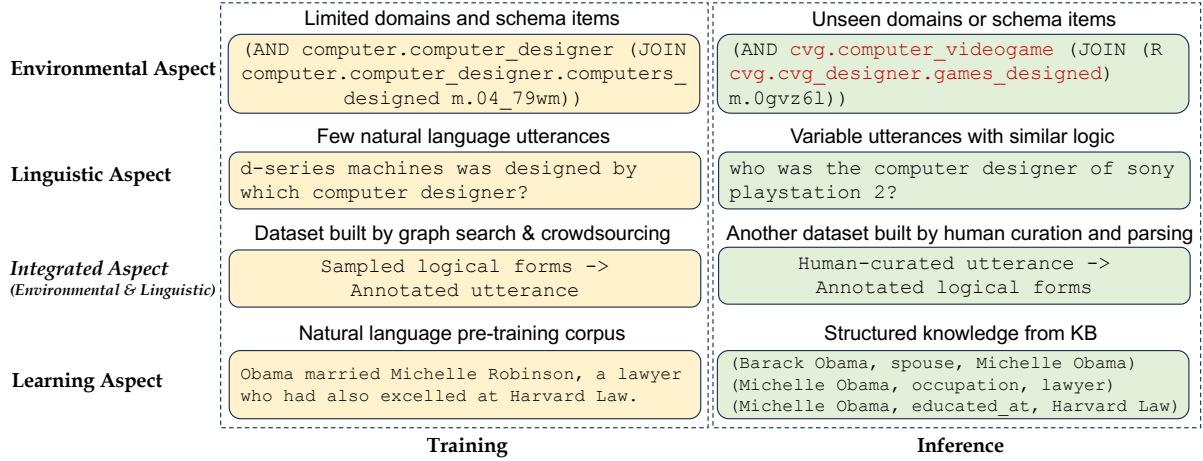 Limited domains and schema items
Unseen domains or schema items
Environmental Aspect
(AND computer.computer_designer (JOIN
computer.computer_designer.computers_
designed m.04_79wm))
(AND cvg.computer_videogame (JOIN (R
cvg.cvg_designer.games_designed)
m.0gvz6l))
Few natural language utterances
Variable utterances with similar logic
Linguistic Aspect
d-series machines was designed by
which computer designer?
who was the computer designer of sony
playstation 2?
Dataset built by graph search & crowdsourcing
Another dataset built by human curation and parsing
Integrated Aspect
(Environmental & Linguistic)
Sampled logical forms ->
Annotated utterance
Human-curated utterance ->
Annotated logical forms
Natural language pre-training corpus
Structured knowledge from KB
Learning Aspect
Obama married Michelle Robinson, a lawyer
who had also excelled at Harvard Law.
(Barack Obama, spouse, Michelle Obama)
(Michelle Obama, occupation, lawyer)
(Michelle Obama, educated_at, Harvard Law)
Training
Inference